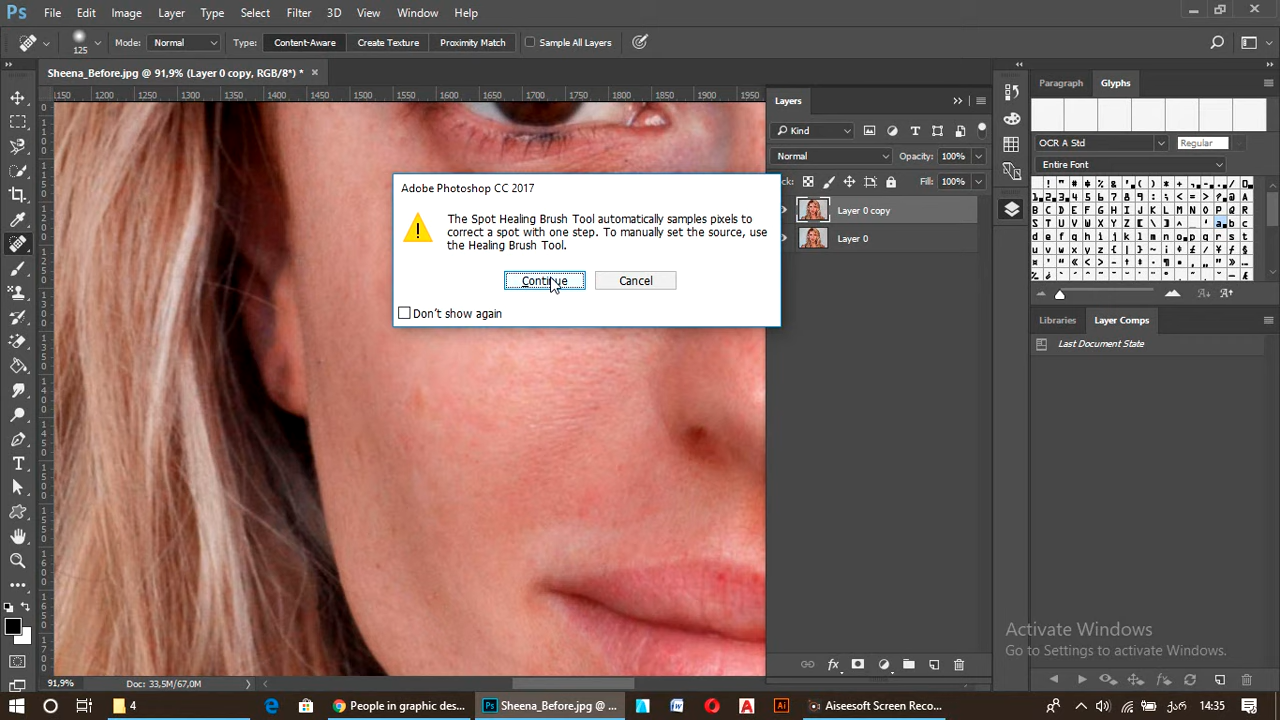 Ps File Edit Image Layer Type Select Filter 3D View Window Help
125 Mode: Normal Type: Content-Aware Create Texture Proximity Match Sample All Layers
Sheena_Before.jpg @ 91,9% (Layer 0 copy, RGB/8*) *
1150 1200 1250 1300 1350 1400 1450 1500 1550 1600 1650 1700 1750 1800 1850 1900 1950
Layers
Kind
Normal Opacity: 100%
Fill: 100%
Layer 0 copy
Layer 0
Paragraph Glyphs
OCR A Std Regular
Entire Font
Libraries Layer Comps
Last Document State
Adobe Photoshop CC 2017
The Spot Healing Brush Tool automatically samples pixels to
correct a spot with one step. To manually set the source, use
the Healing Brush Tool.
Continue Cancel
Don't show again
Activate Windows
Go to Settings to activate Windows.
91,9% Doc: 33,5M/67,0M
4 People in graphic des... Sheena_Before.jpg @ ... Aiseesoft Screen Reco... 14:35